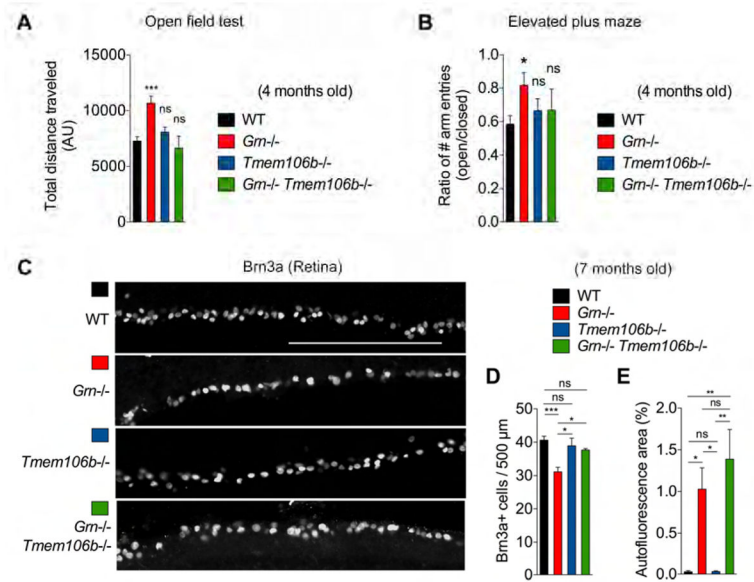 A
Open field test
Total distance traveled
(AU)
15000
10000
5000
0
***
ns
ns
(4 months old)
WT
Grn-/-
Tmem106b-/-
Grn-/- Tmem106b-/-
B
Elevated plus maze
Ratio of # arm entries
(open/closed)
1.0
0.8
0.6
0.4
0.2
0.0
*
ns
ns
(4 months old)
WT
Grn-/-
Tmem106b-/-
Grn-/- Tmem106b-/-
C
Brn3a (Retina)
WT
Grn-/-
Tmem106b-/-
Grn-/-
Tmem106b-/-
(7 months old)
WT
Grn-/-
Tmem106b-/-
Grn-/- Tmem106b-/-
D
Brn3a+ cells / 500 µm
50
40
30
20
10
0
ns
ns
***
*
*
E
Autofluorescence area (%)
2.0
1.5
1.0
0.5
0.0
**
ns
**
ns
*
*